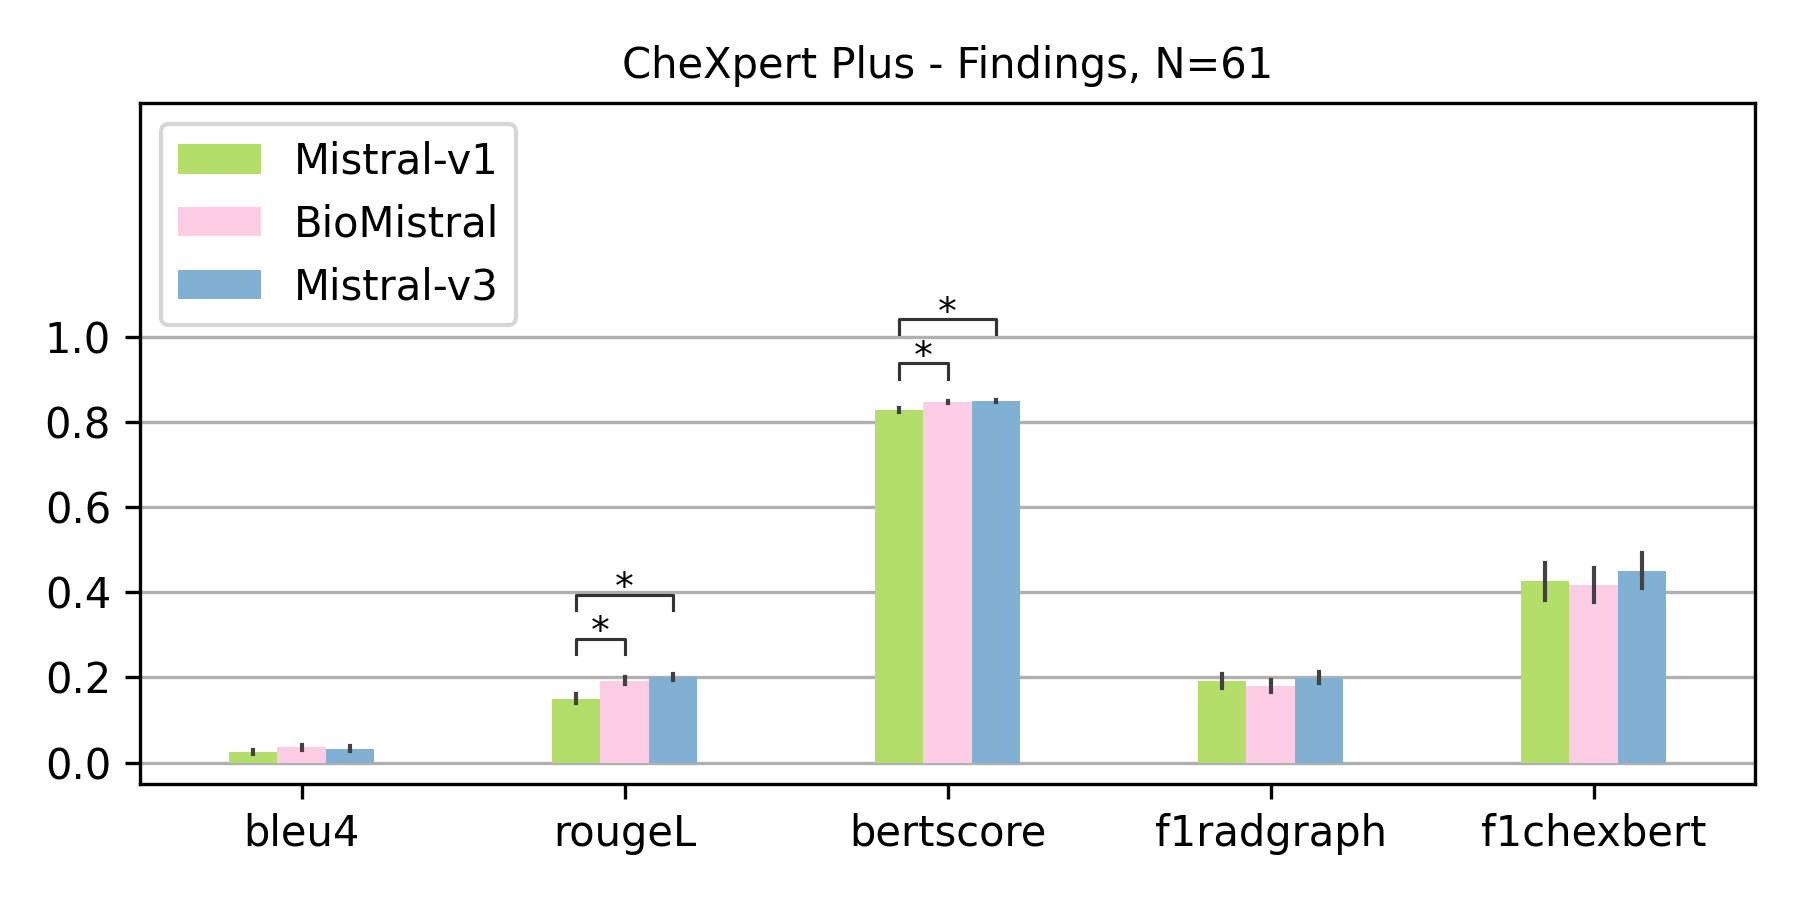 CheXpert Plus - Findings, N=61
Mistral-v1
BioMistral
Mistral-v3
1.0
0.8
0.6
0.4
0.2
0.0
*
*
*
*
bleu4
rougeL
bertscore
f1radgraph
f1chexbert